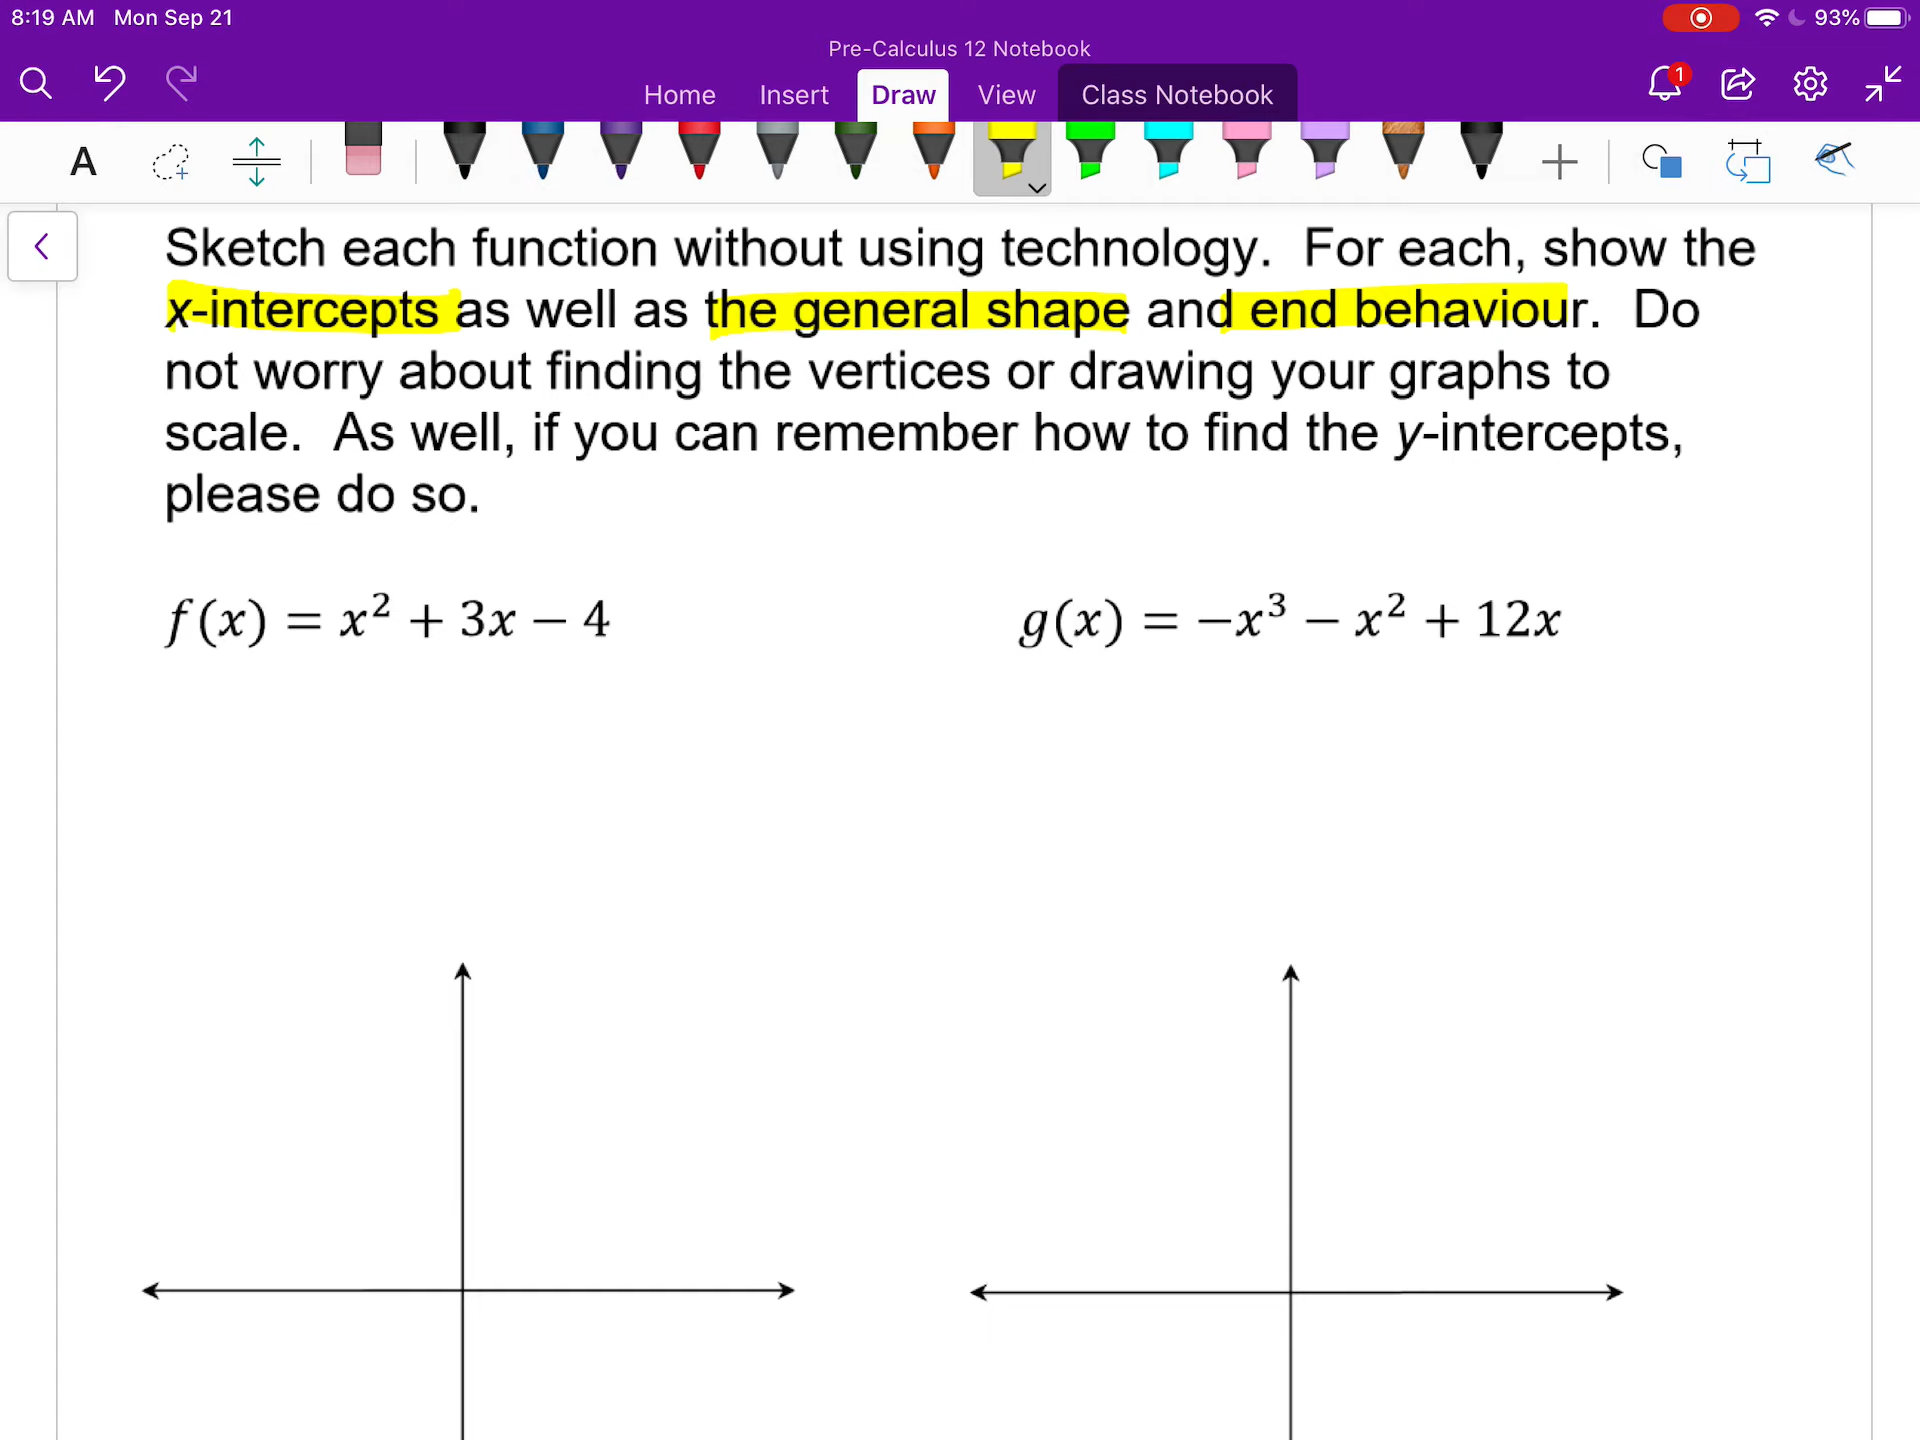 8:19 AM Mon Sep 21
93%
Pre-Calculus 12 Notebook
Home Insert Draw View Class Notebook
1
A
Sketch each function without using technology. For each, show the
x-intercepts as well as the general shape and end behaviour. Do
not worry about finding the vertices or drawing your graphs to
scale. As well, if you can remember how to find the y-intercepts,
please do so.
f(x) = x² + 3x − 4
g(x) = −x³ − x² + 12x